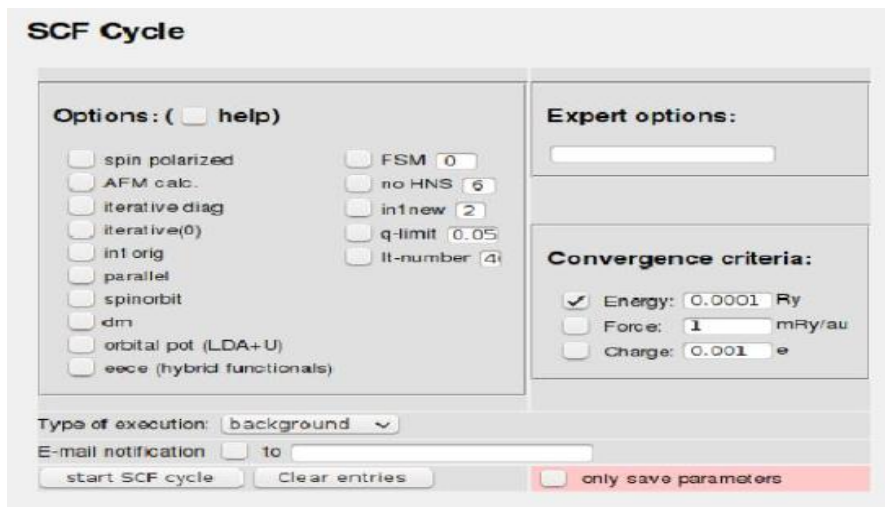 SCF Cycle
Options: ( help)
spin polarized
AFM calc.
iterative diag
iterative(0)
in1 orig
parallel
spinorbit
dm
orbital pot (LDA+U)
eece (hybrid functionals)
FSM 0
no HNS 6
in1new 2
q-limit 0.05
It-number
Expert options:
Convergence criteria:
Energy: 0.0001 Ry
Force: 1 mRy/au
Charge: 0.001 e
Type of execution: background
E-mail notification to
start SCF cycle Clear entries only save parameters